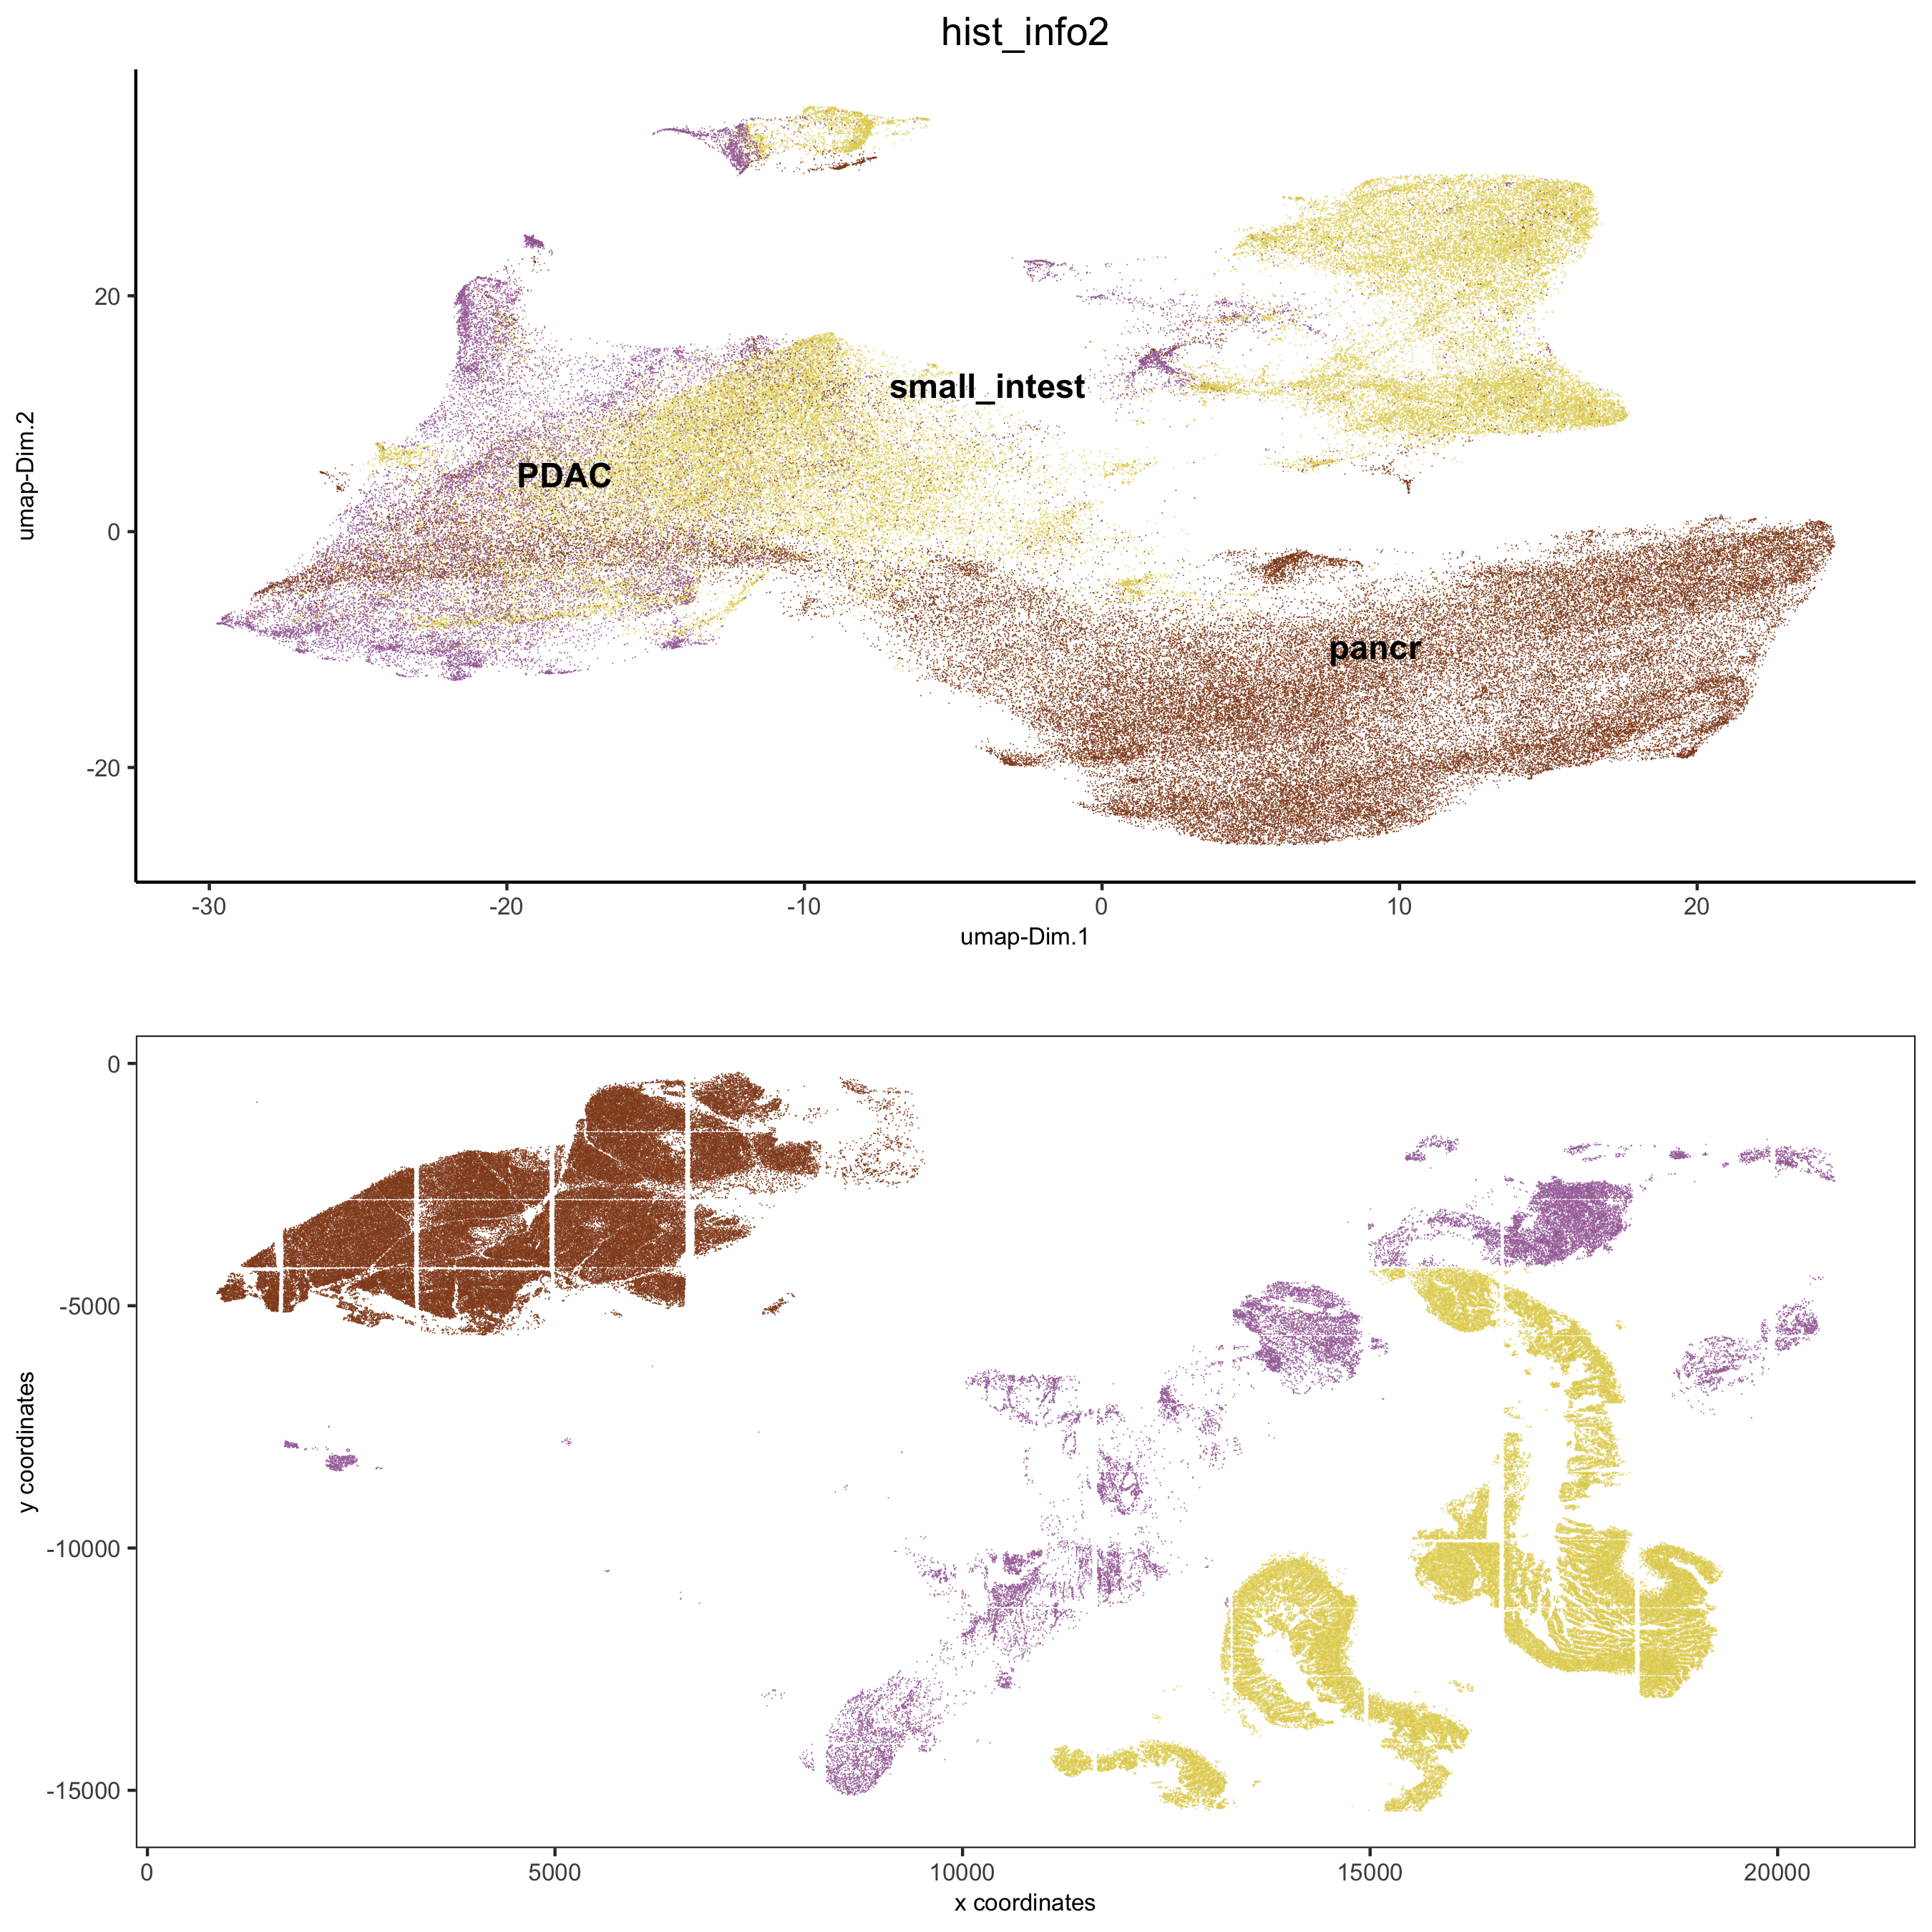 hist_info2
umap-Dim.2
20
0
-20
small_intest
PDAC
pancr
-30 -20 -10 0 10 20
umap-Dim.1
y coordinates
0
-5000
-10000
-15000
0 5000 10000 15000 20000
x coordinates